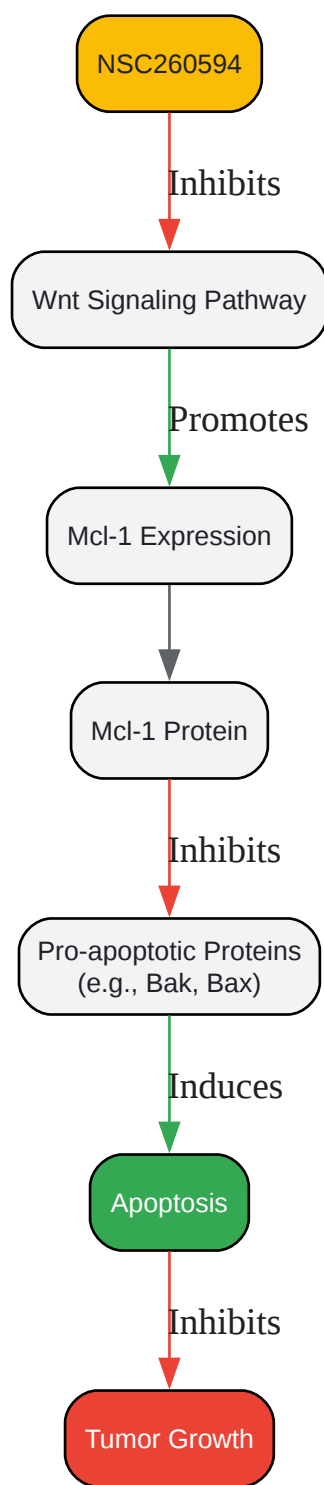 NSC260594
Inhibits
Wnt Signaling Pathway
Promotes
Mcl-1 Expression
Mcl-1 Protein
Inhibits
Pro-apoptotic Proteins
(e.g., Bak, Bax)
Induces
Apoptosis
Inhibits
Tumor Growth